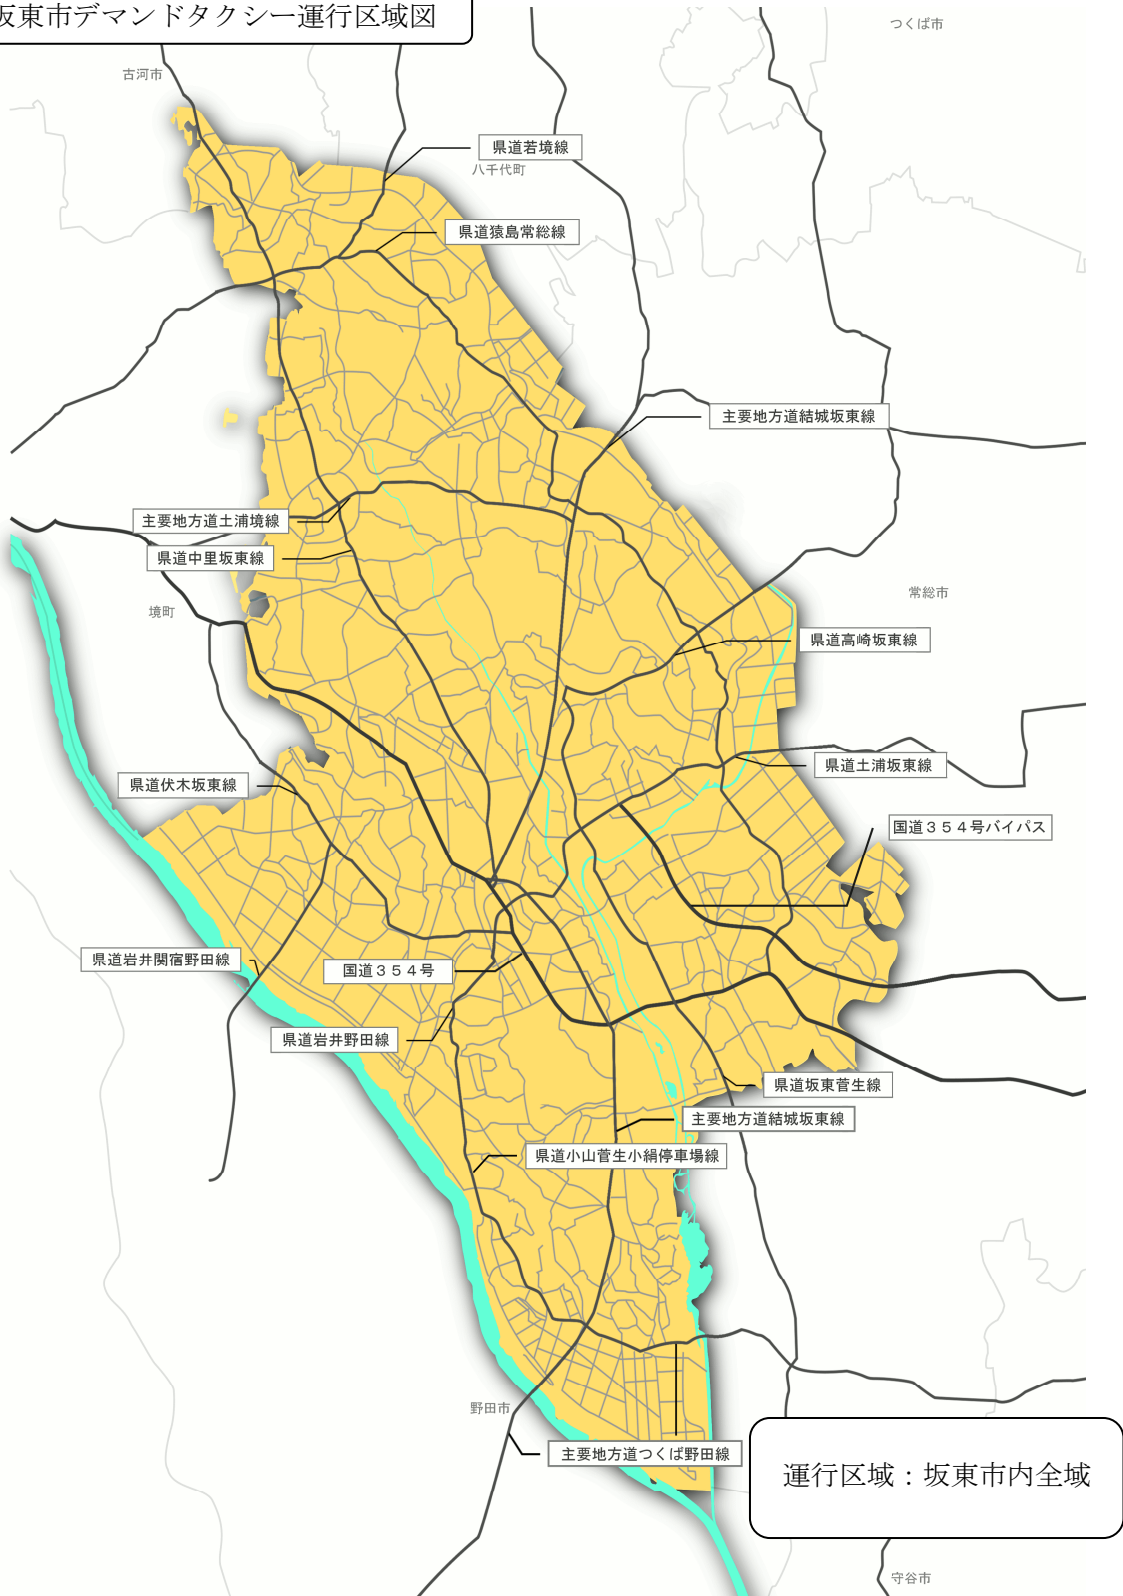 坂東市デマンドタクシー運行区域図
つくば市
古河市
県道若境線
八千代町
県道猿島常総線
主要地方道結城坂東線
主要地方道土浦境線
県道中里坂東線
常総市
境町
県道高崎坂東線
県道土浦坂東線
県道伏木坂東線
国道３５４号バイパス
県道岩井関宿野田線
国道３５４号
県道岩井野田線
県道坂東菅生線
主要地方道結城坂東線
県道小山菅生小絹停車場線
野田市
主要地方道つくば野田線
運行区域：坂東市内全域
守谷市